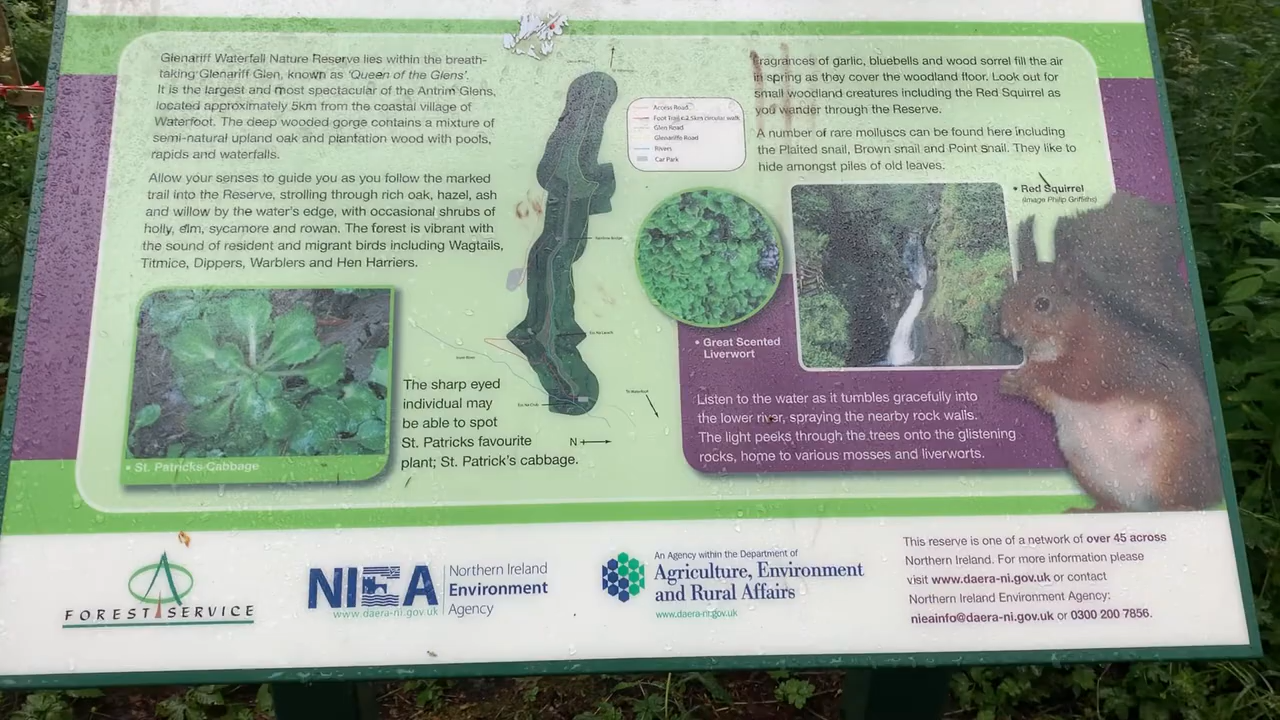 Glenariff Waterfall Nature Reserve lies within the breath-
taking Glenariff Glen, known as 'Queen of the Glens'.
It is the largest and most spectacular of the Antrim Glens,
located approximately 5km from the coastal village of
Waterfoot. The deep wooded gorge contains a mixture of
semi-natural upland oak and plantation wood with pools,
rapids and waterfalls.
Allow your senses to guide you as you follow the marked
trail into the Reserve, strolling through rich oak, hazel, ash
and willow by the water's edge, with occasional shrubs of
holly, elm, sycamore and rowan. The forest is vibrant with
the sound of resident and migrant birds including Wagtails,
Titmice, Dippers, Warblers and Hen Harriers.
• St. Patricks Cabbage
The sharp eyed
individual may
be able to spot
St. Patricks favourite
plant; St. Patrick's cabbage.
Access Road
Foot Trail c.2.5km circular walk
Glen Road
Glenariffe Road
Rivers
Car Park
To Waterfoot
N
Fragrances of garlic, bluebells and wood sorrel fill the air
in spring as they cover the woodland floor. Look out for
small woodland creatures including the Red Squirrel as
you wander through the Reserve.
A number of rare molluscs can be found here including
the Plaited snail, Brown snail and Point snail. They like to
hide amongst piles of old leaves.
• Red Squirrel
(Image Philip Griffiths)
• Great Scented
Liverwort
Listen to the water as it tumbles gracefully into
the lower river, spraying the nearby rock walls.
The light peeks through the trees onto the glistening
rocks, home to various mosses and liverworts.
FOREST SERVICE
NIEA
www.daera-ni.gov.uk
Northern Ireland
Environment
Agency
An Agency within the Department of
Agriculture, Environment
and Rural Affairs
www.daera-ni.gov.uk
This reserve is one of a network of over 45 across
Northern Ireland. For more information please
visit www.daera-ni.gov.uk or contact
Northern Ireland Environment Agency:
nieainfo@daera-ni.gov.uk or 0300 200 7856.